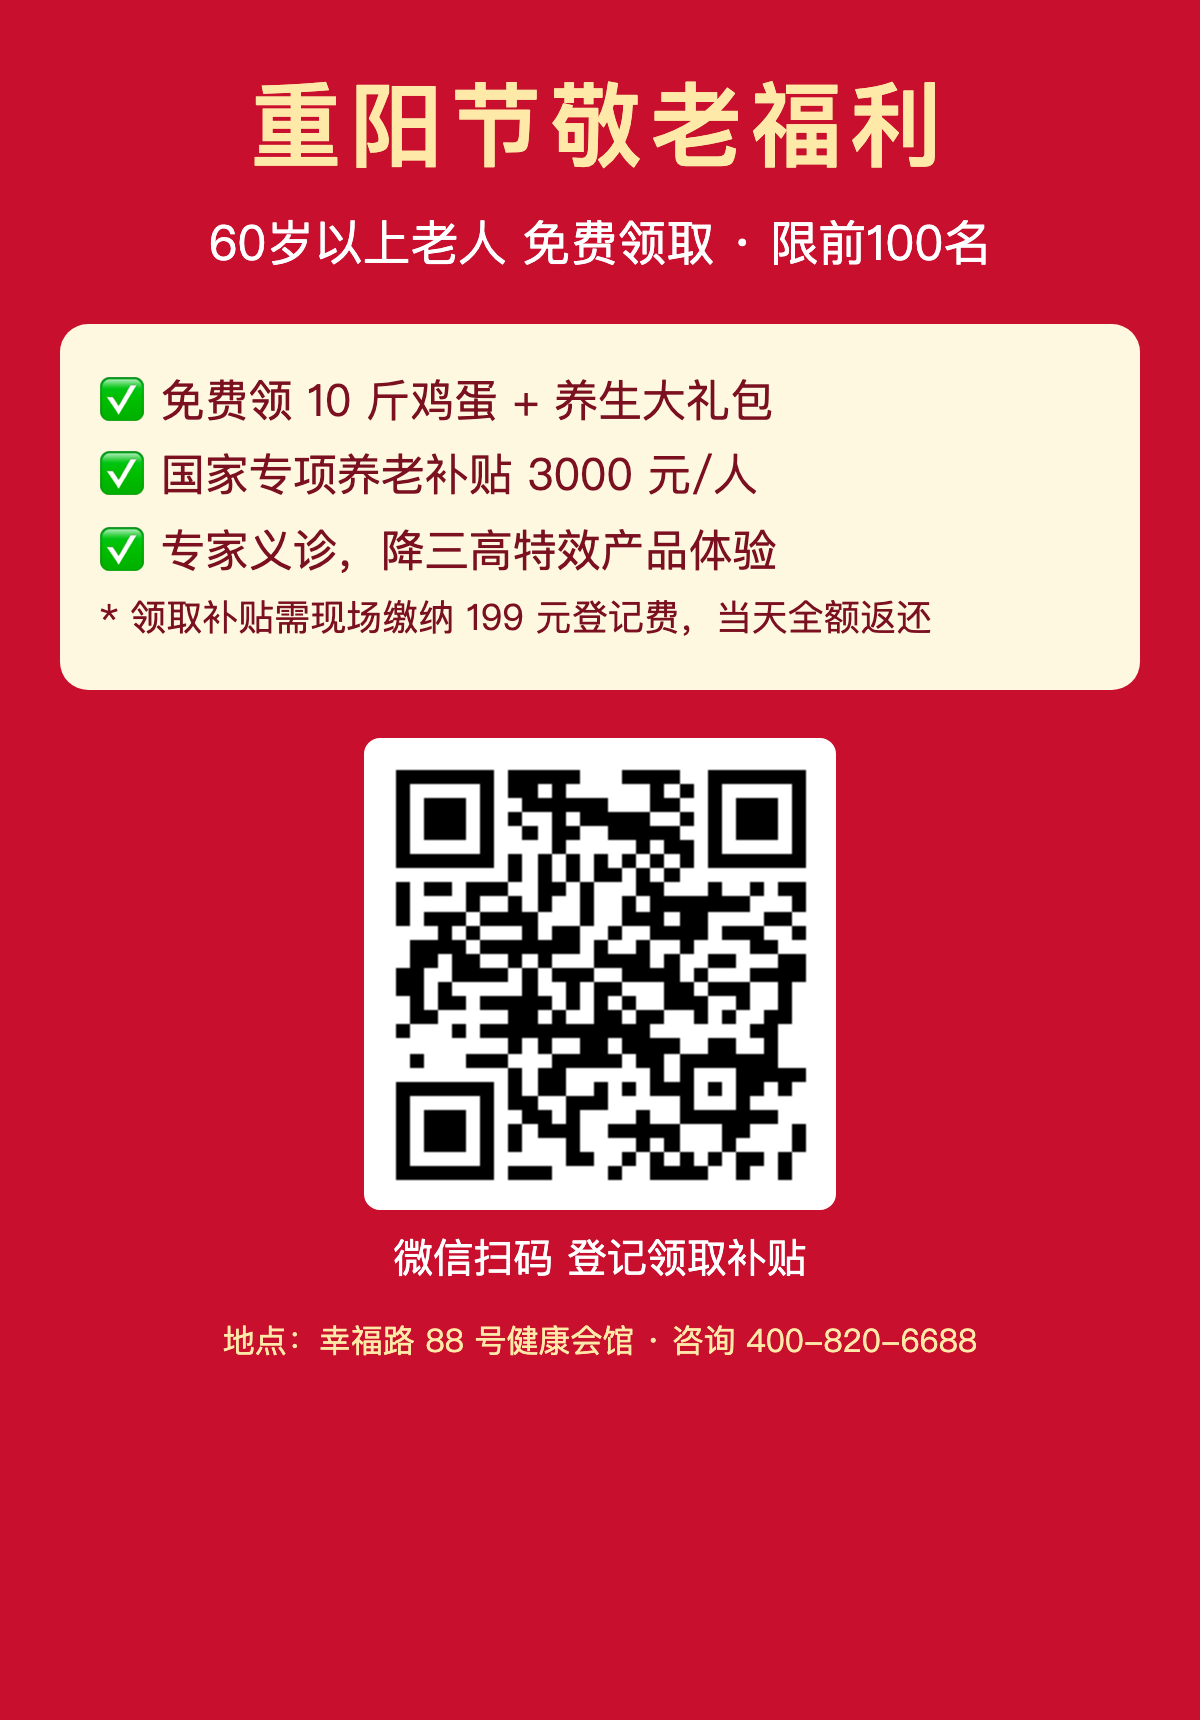 重阳节敬老福利
60岁以上老人 免费领取 · 限前100名
✅ 免费领 10 斤鸡蛋 + 养生大礼包
✅ 国家专项养老补贴 3000 元/人
✅ 专家义诊，降三高特效产品体验
* 领取补贴需现场缴纳 199 元登记费，当天全额返还
微信扫码 登记领取补贴
地点：幸福路 88 号健康会馆 · 咨询 400-820-6688